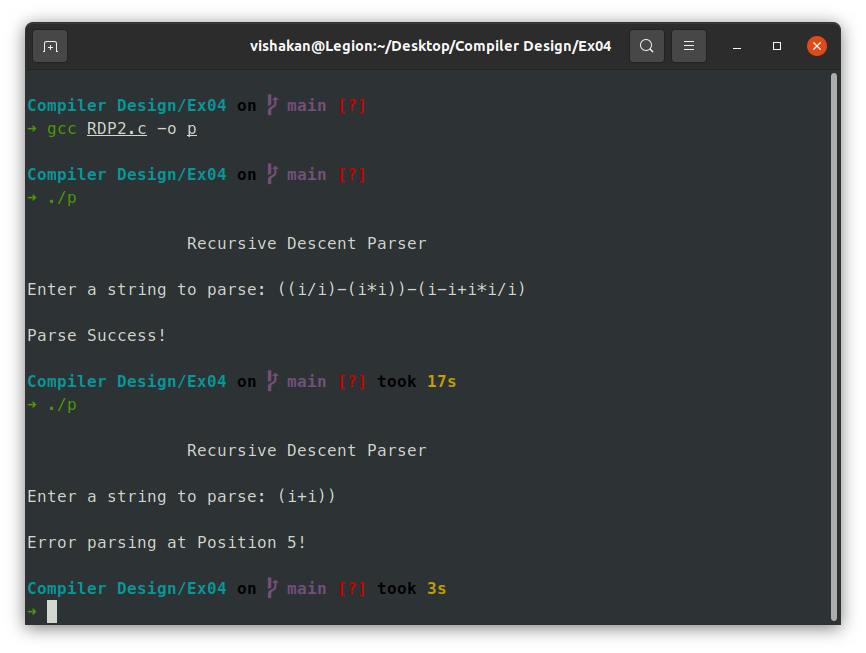 vishakan@Legion:~/Desktop/Compiler Design/Ex04
Compiler Design/Ex04 on main [?]
➜ gcc RDP2.c -o p
Compiler Design/Ex04 on main [?]
➜ ./p
Recursive Descent Parser
Enter a string to parse: ((i/i)-(i*i))-(i-i+i*i/i)
Parse Success!
Compiler Design/Ex04 on main [?] took 17s
➜ ./p
Recursive Descent Parser
Enter a string to parse: (i+i))
Error parsing at Position 5!
Compiler Design/Ex04 on main [?] took 3s
➜